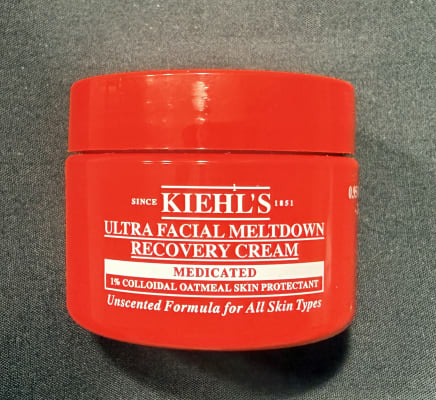 SINCE KIEHL'S 1851
ULTRA FACIAL MELTDOWN
RECOVERY CREAM
MEDICATED
1% COLLOIDAL OATMEAL SKIN PROTECTANT
Unscented Formula for All Skin Types